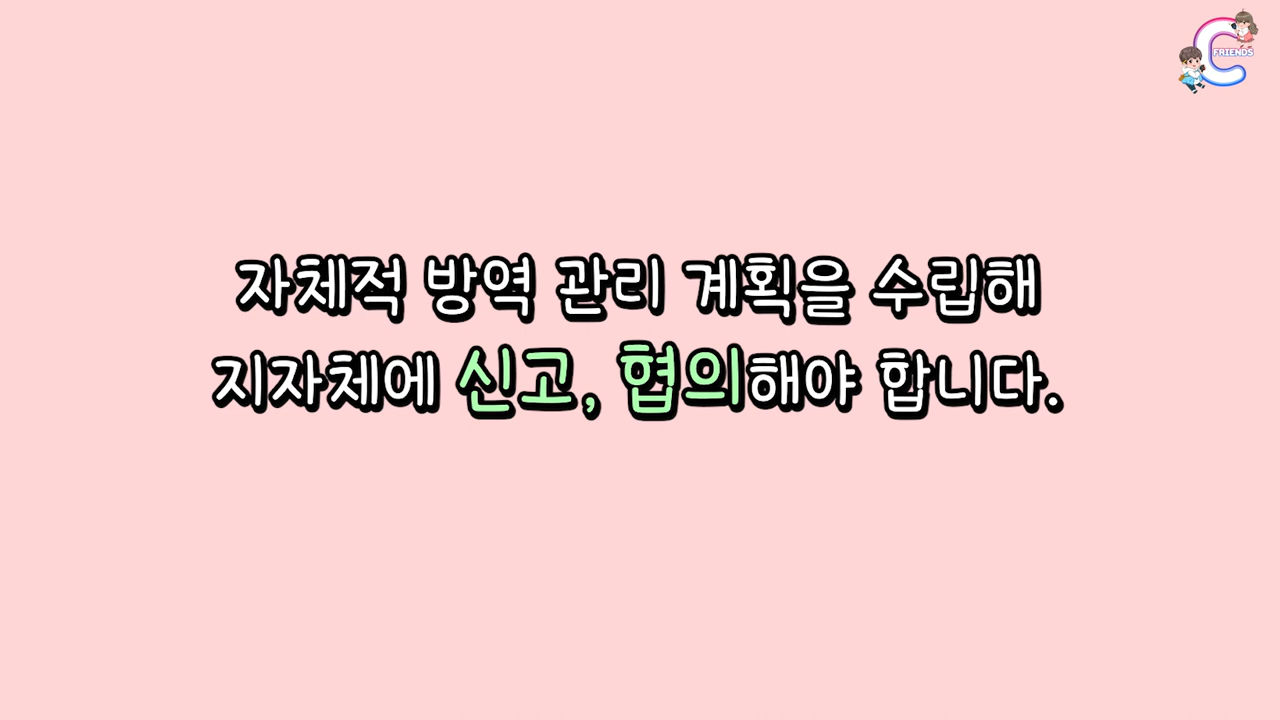 C
FRIENDS
자체적 방역 관리 계획을 수립해
지자체에 신고, 협의해야 합니다.